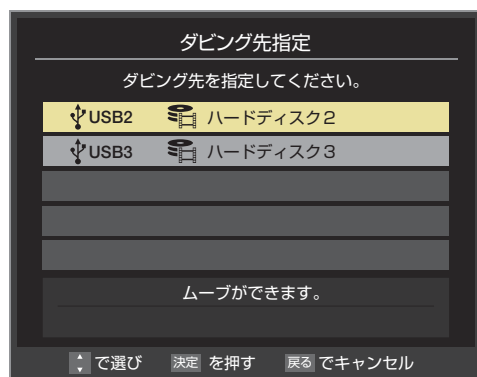 ダビング先指定
ダビング先を指定してください。
USB2 ハードディスク2
USB3 ハードディスク3
ムーブができます。
で選び 決定 を押す 戻る でキャンセル